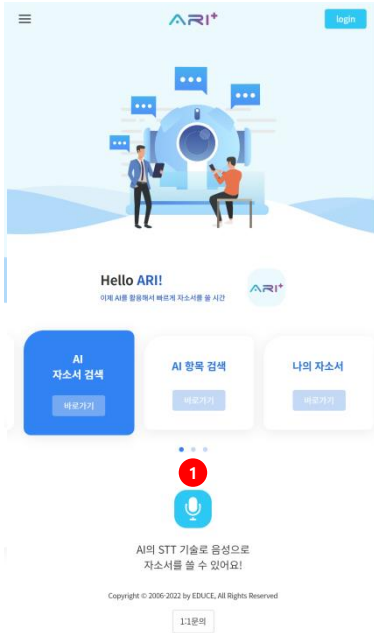 ARI+
login
Hello ARI!
이제 AI를 활용해서 빠르게 자소서를 쓸 시간
ARI+
AI
자소서 검색
바로가기
AI 항목 검색
바로가기
나의 자소서
바로가기
1
AI의 STT 기술로 음성으로
자소서를 쓸 수 있어요!
Copyright © 2006-2022 by EDUCE, All Rights Reserved
1:1문의